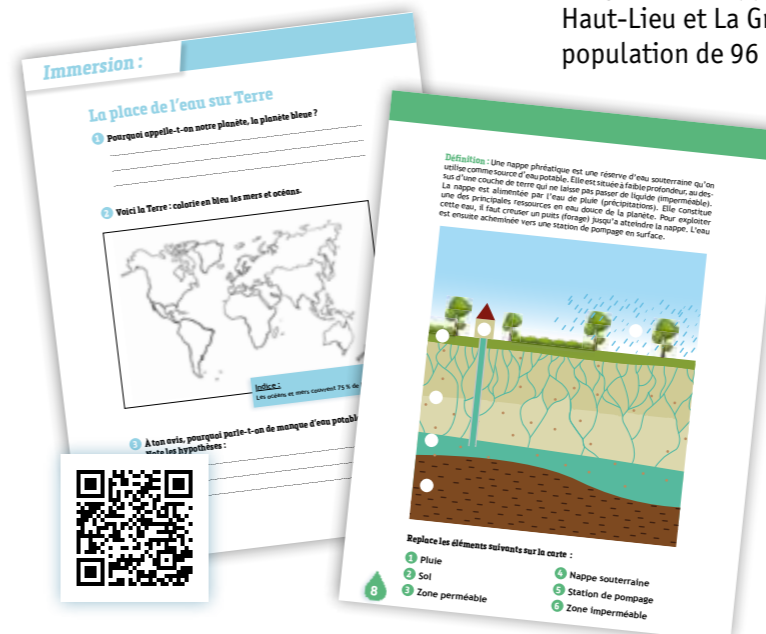 Haut-Lieu et La Gr
population de 96
Immersion :
La place de l'eau sur Terre
1 Pourquoi appelle-t-on notre planète, la planète bleue ?
2 Voici la Terre : colorie en bleu les mers et océans.
Indice :
Les océans et mers couvrent 75 % de
3 À ton avis, pourquoi parle-t-on de manque d'eau potable
Note les hypothèses :
Définition : Une nappe phréatique est une réserve d'eau souterraine qu'on
utilise comme source d'eau potable. Elle est située à faible profondeur, au des-
sus d'une couche de terre qui ne laisse pas passer de liquide (imperméable).
La nappe est alimentée par l'eau de pluie (précipitations). Elle constitue
une des principales ressources en eau douce de la planète. Pour exploiter
cette eau, il faut creuser un puits (forage) jusqu'a atteindre la nappe. L'eau
est ensuite acheminée vers une station de pompage en surface.
Replace les éléments suivants sur la carte :
1 Pluie
2 Sol
3 Zone perméable
4 Nappe souterraine
5 Station de pompage
6 Zone imperméable
8